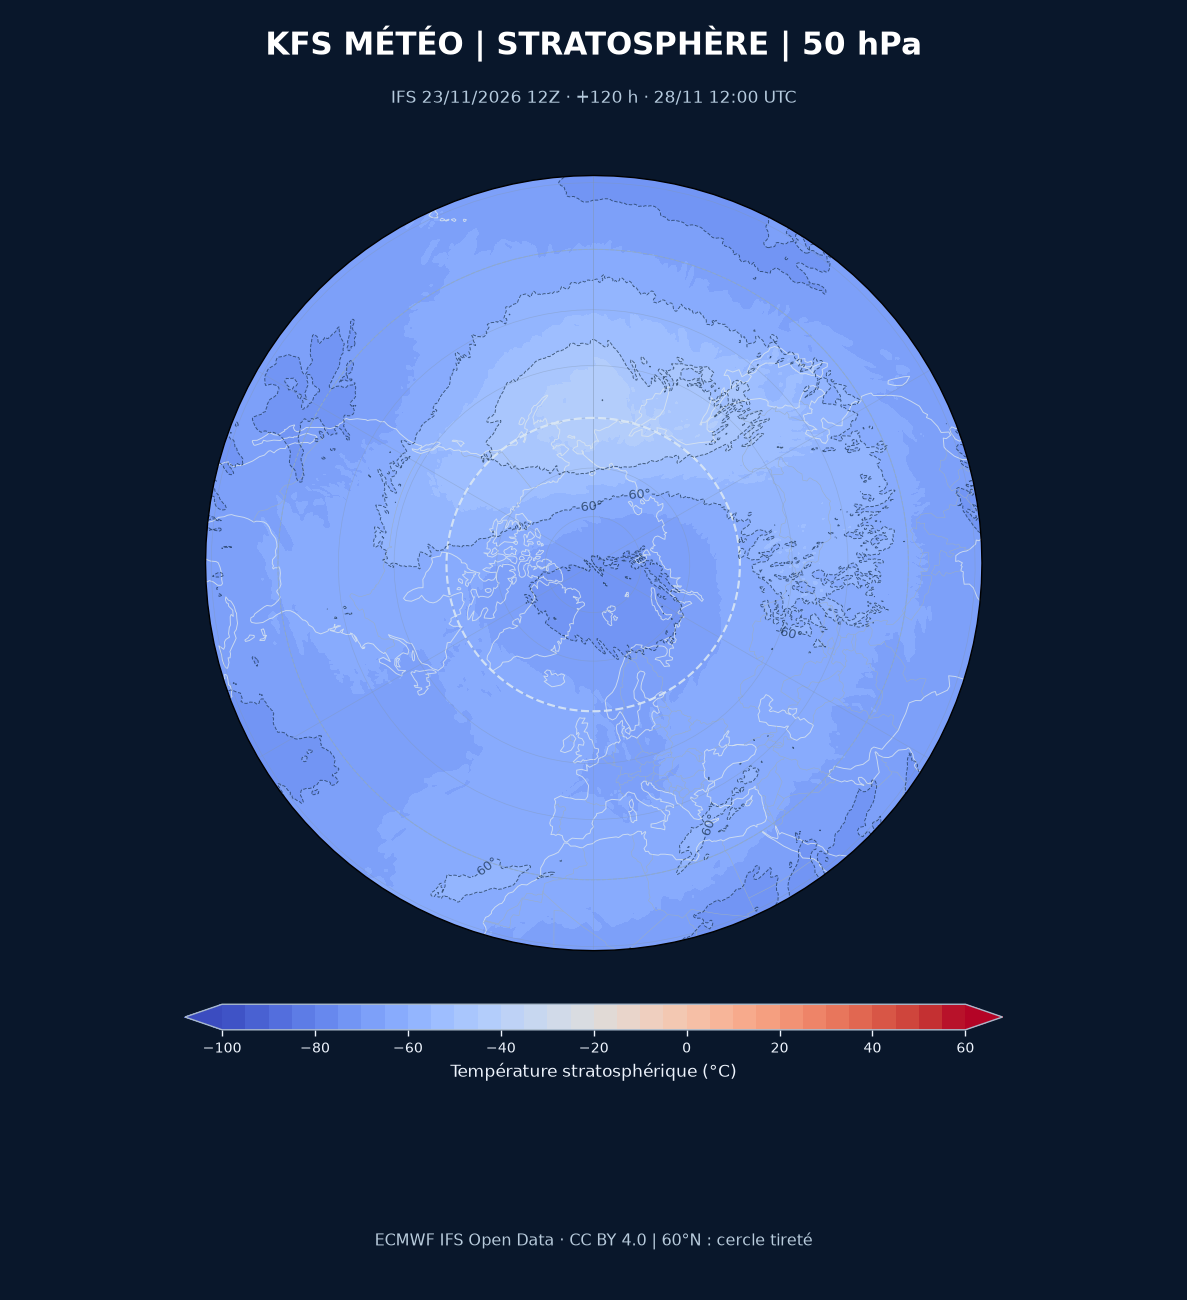 KFS MÉTÉO | STRATOSPHÈRE | 50 hPa
IFS 23/11/2026 12Z · +120 h · 28/11 12:00 UTC
-60°
-60°
-60°
-60°
-60°
−100 −80 −60 −40 −20 0 20 40 60
Température stratosphérique (°C)
ECMWF IFS Open Data · CC BY 4.0 | 60°N : cercle tireté